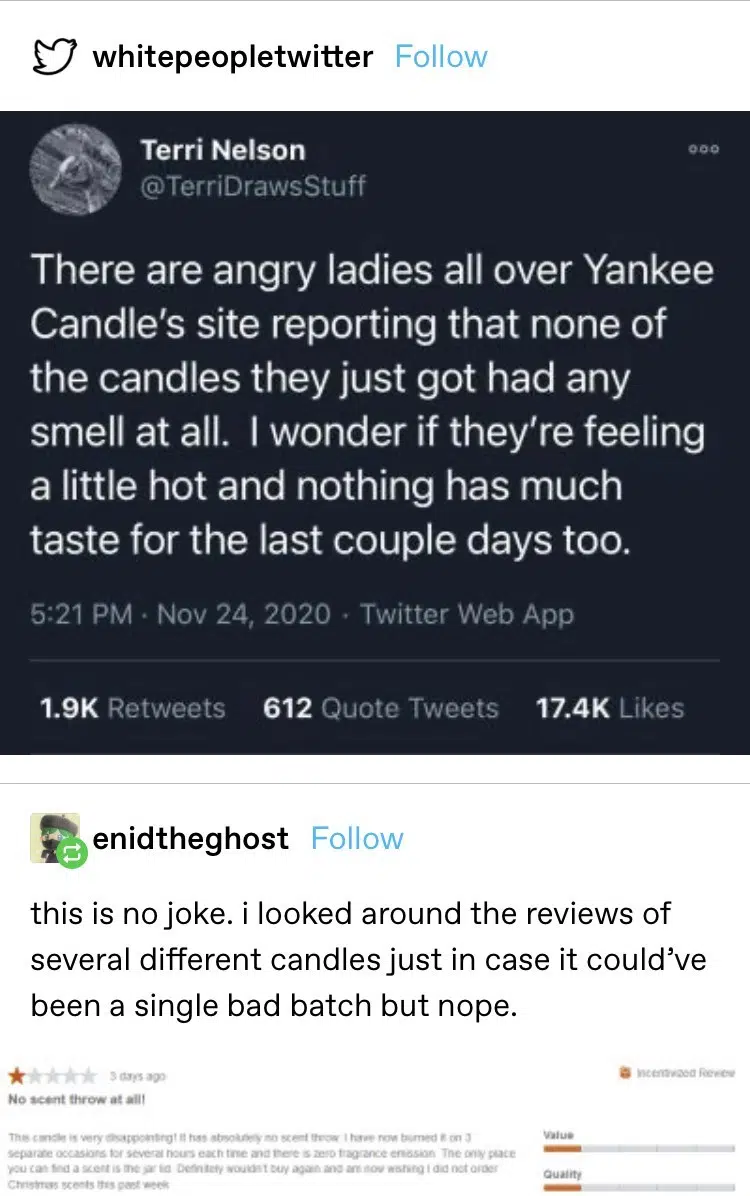 whitepeopletwitter Follow
Terri Nelson
@TerriDrawsStuff
There are angry ladies all over Yankee
Candle's site reporting that none of
the candles they just got had any
smell at all.  I wonder if they're feeling
a little hot and nothing has much
taste for the last couple days too.
5:21 PM · Nov 24, 2020 · Twitter Web App
1.9K Retweets 612 Quote Tweets 17.4K Likes
enidtheghost Follow
this is no joke. i looked around the reviews of
several different candles just in case it could've
been a single bad batch but nope.
3 days ago
Incentivized Review
No scent throw at all!
This candle is very disappointing! It has absolutely no scent throw. I have now burned it on 3
separate occasions for several hours each time and there is zero fragrance emission. The only place
you can find a scent is the jar lid. Definitely wouldn't buy again and am now wishing I did not order
Christmas scents this past week
Value
Quality